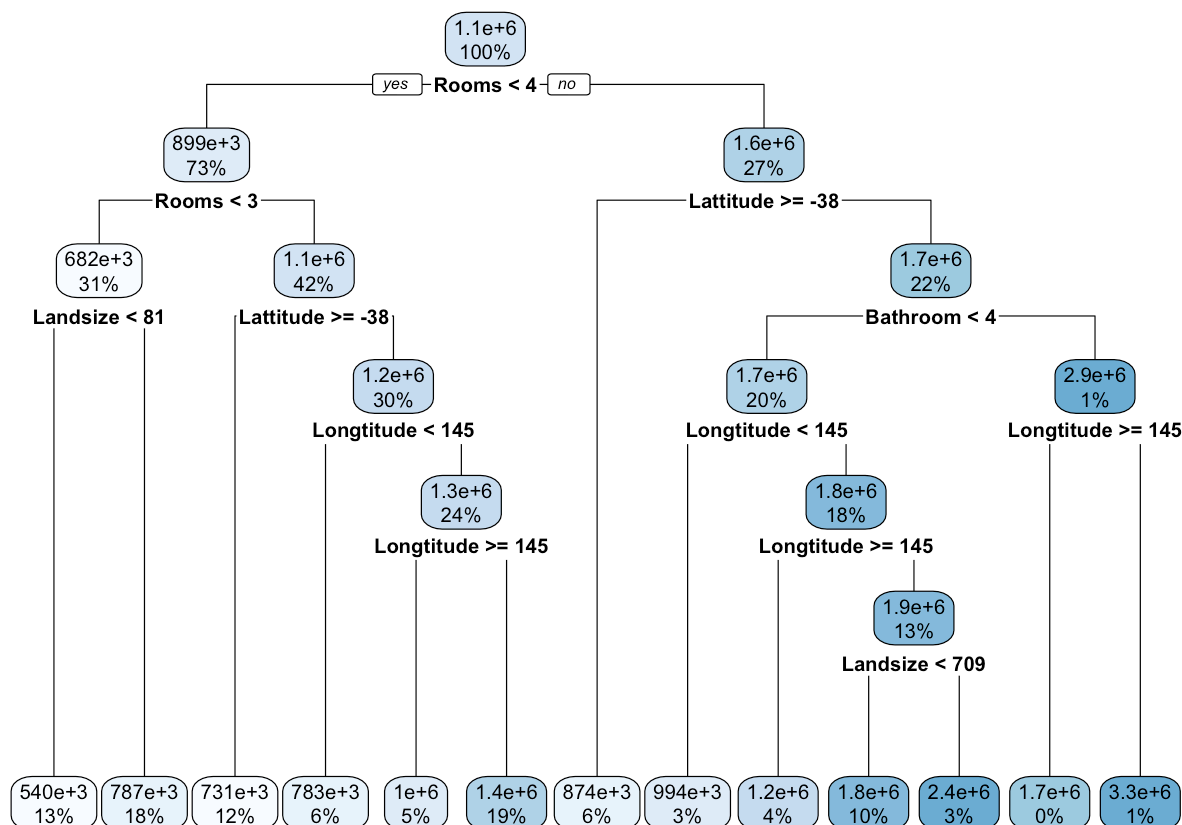 1.1e+6
100%
yes Rooms < 4 no
899e+3
73%
1.6e+6
27%
Rooms < 3
Lattitude >= -38
682e+3
31%
1.1e+6
42%
1.7e+6
22%
Landsize < 81
Lattitude >= -38
Bathroom < 4
1.2e+6
30%
1.7e+6
20%
2.9e+6
1%
Longtitude < 145
Longtitude < 145
Longtitude >= 145
1.3e+6
24%
1.8e+6
18%
Longtitude >= 145
Longtitude >= 145
1.9e+6
13%
Landsize < 709
540e+3
13%
787e+3
18%
731e+3
12%
783e+3
6%
1e+6
5%
1.4e+6
19%
874e+3
6%
994e+3
3%
1.2e+6
4%
1.8e+6
10%
2.4e+6
3%
1.7e+6
0%
3.3e+6
1%